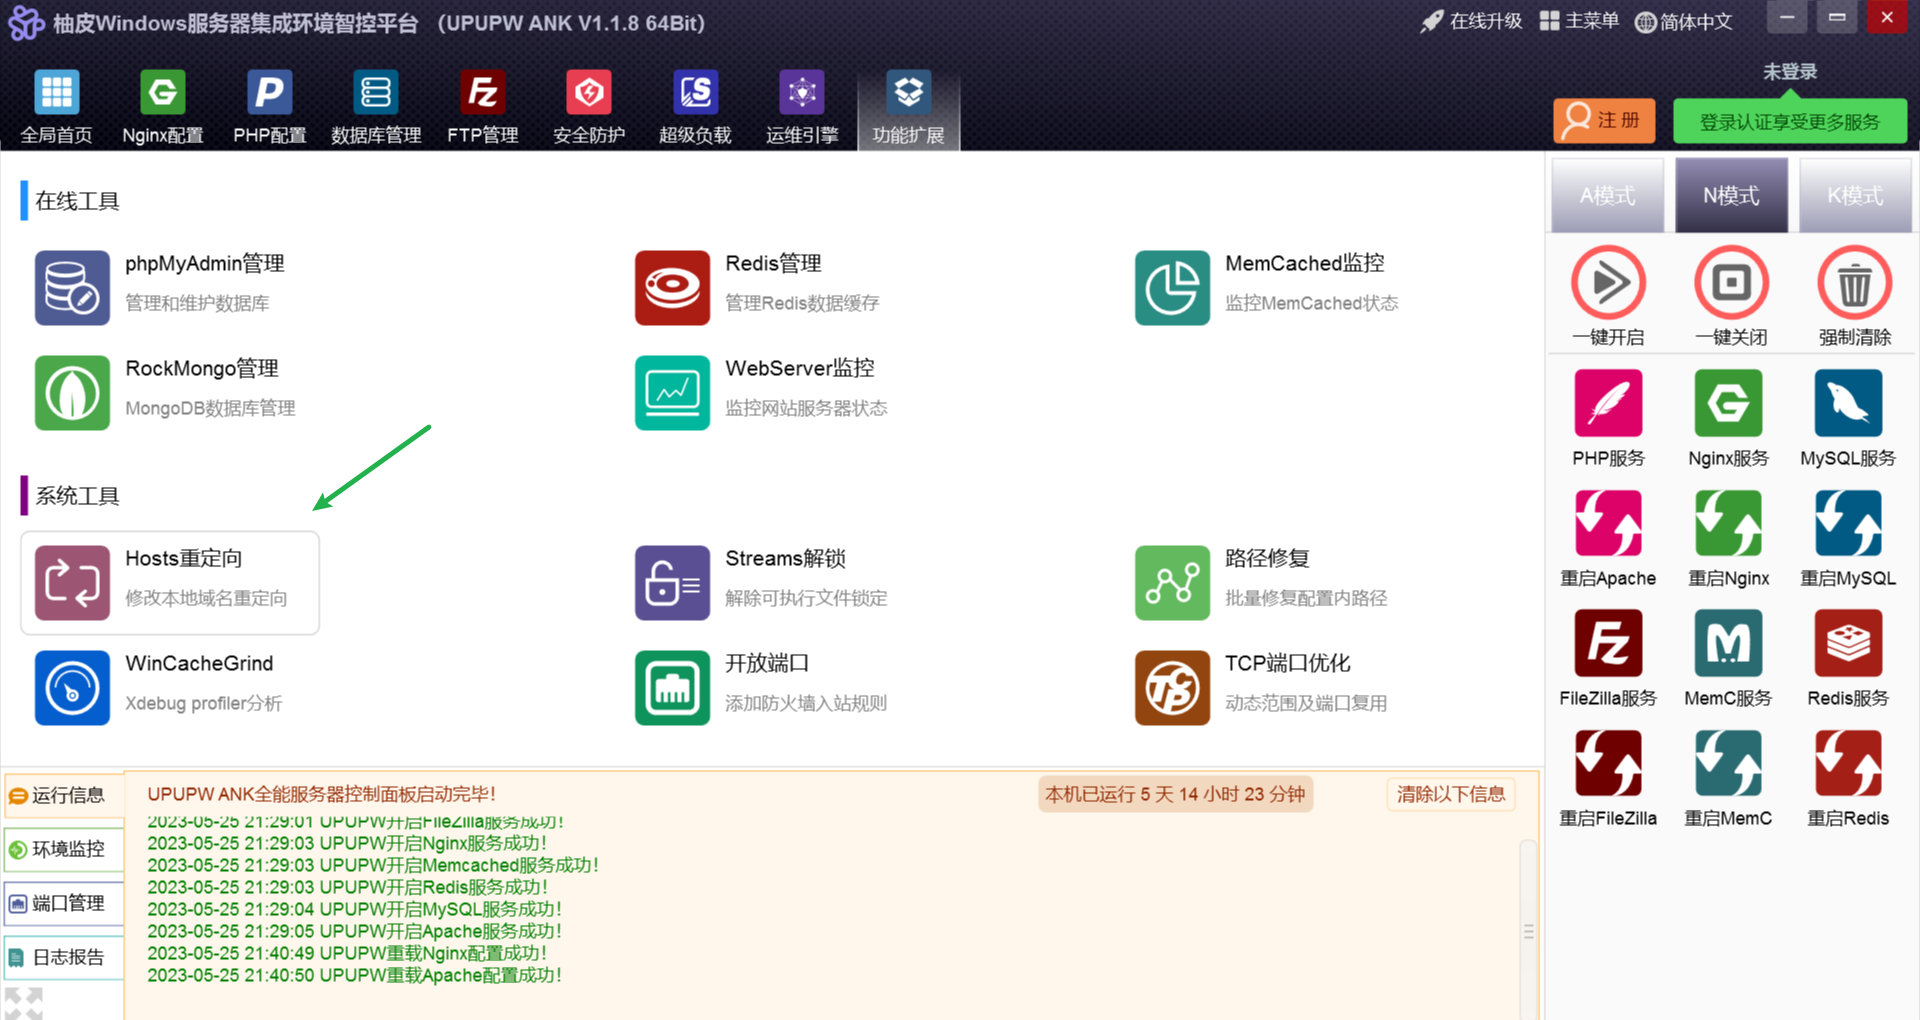 柚皮Windows服务器集成环境智控平台 （UPUPW ANK V1.1.8 64Bit)
在线升级
主菜单
简体中文
全局首页
Nginx配置
PHP配置
数据库管理
FTP管理
安全防护
超级负载
运维引擎
功能扩展
未登录
注 册
登录认证享受更多服务
在线工具
phpMyAdmin管理
管理和维护数据库
Redis管理
管理Redis数据缓存
MemCached监控
监控MemCached状态
RockMongo管理
MongoDB数据库管理
WebServer监控
监控网站服务器状态
系统工具
Hosts重定向
修改本地域名重定向
Streams解锁
解除可执行文件锁定
路径修复
批量修复配置内路径
WinCacheGrind
Xdebug profiler分析
开放端口
添加防火墙入站规则
TCP端口优化
动态范围及端口复用
A模式
N模式
K模式
一键开启
一键关闭
强制清除
PHP服务
Nginx服务
MySQL服务
重启Apache
重启Nginx
重启MySQL
FileZilla服务
MemC服务
Redis服务
重启FileZilla
重启MemC
重启Redis
运行信息
环境监控
端口管理
日志报告
UPUPW ANK全能服务器控制面板启动完毕！
本机已运行 5 天 14 小时 23 分钟
清除以下信息
2023-05-25 21:29:01 UPUPW开启FileZilla服务成功！
2023-05-25 21:29:03 UPUPW开启Nginx服务成功！
2023-05-25 21:29:03 UPUPW开启Memcached服务成功！
2023-05-25 21:29:03 UPUPW开启Redis服务成功！
2023-05-25 21:29:04 UPUPW开启MySQL服务成功！
2023-05-25 21:29:05 UPUPW开启Apache服务成功！
2023-05-25 21:40:49 UPUPW重载Nginx配置成功！
2023-05-25 21:40:50 UPUPW重载Apache配置成功！